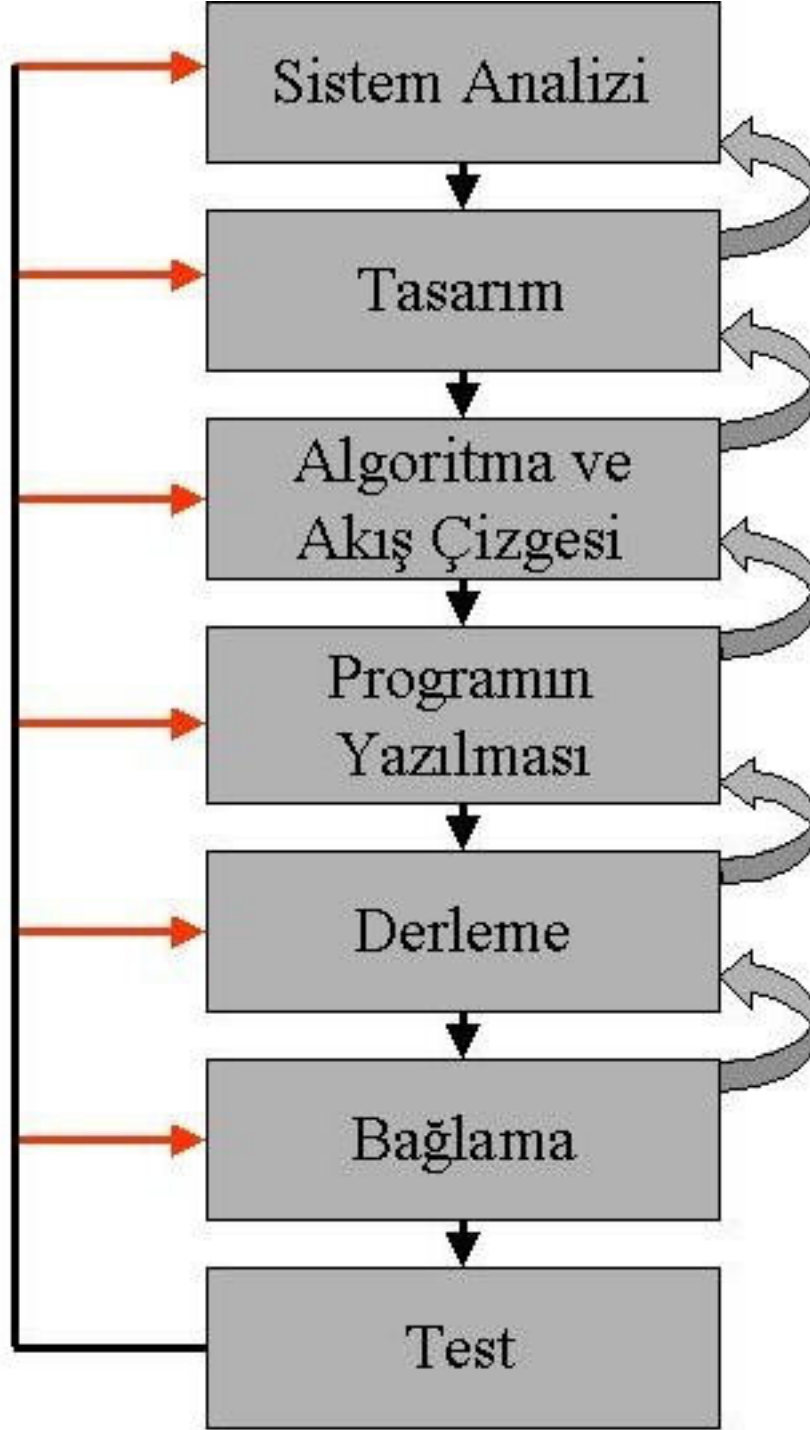 Sistem Analizi
Tasarım
Algoritma ve
Akış Çizgesi
Programın
Yazılması
Derleme
Bağlama
Test